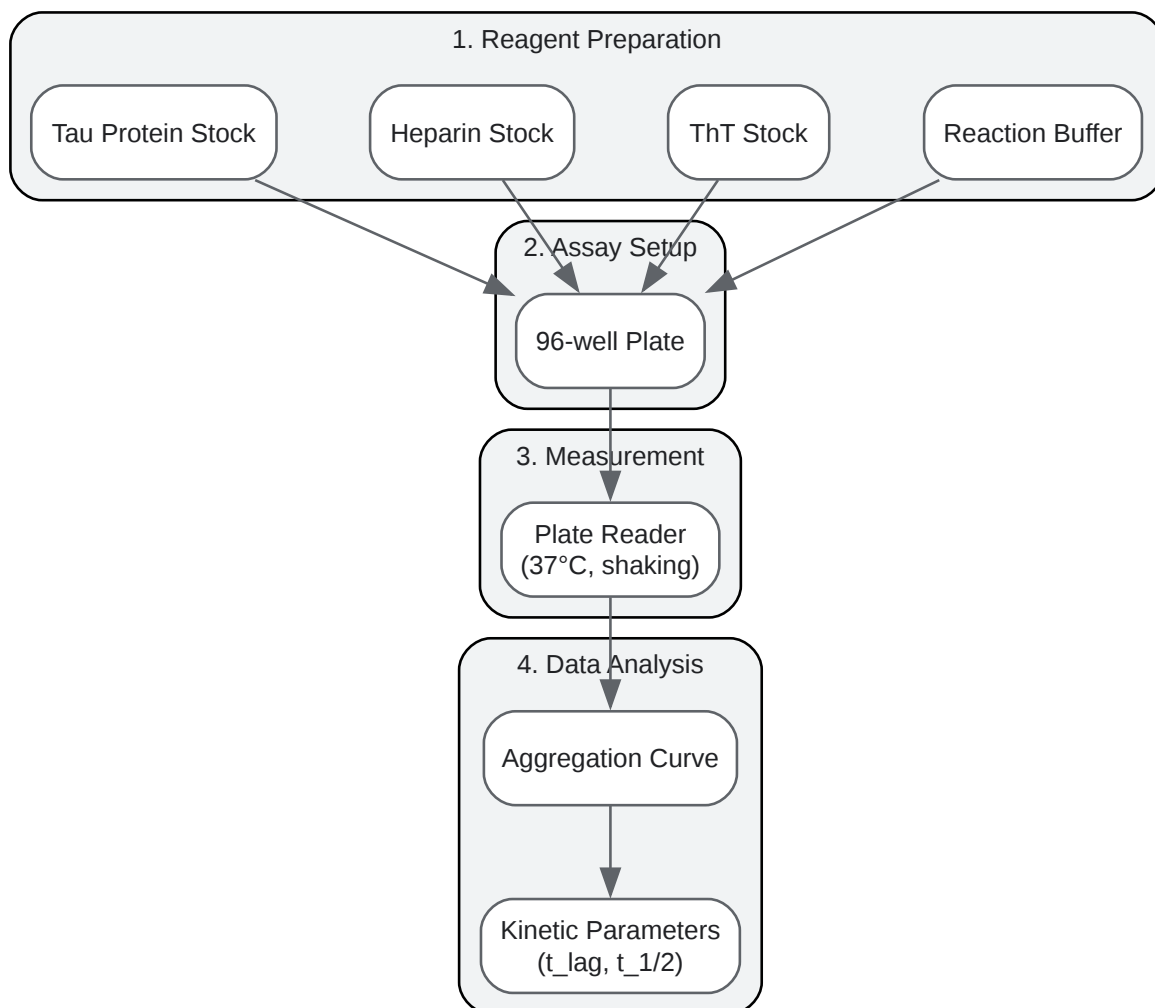 1. Reagent Preparation
Tau Protein Stock
Heparin Stock
ThT Stock
Reaction Buffer
2. Assay Setup
96-well Plate
3. Measurement
Plate Reader
(37°C, shaking)
4. Data Analysis
Aggregation Curve
Kinetic Parameters
(t_lag, t_1/2)